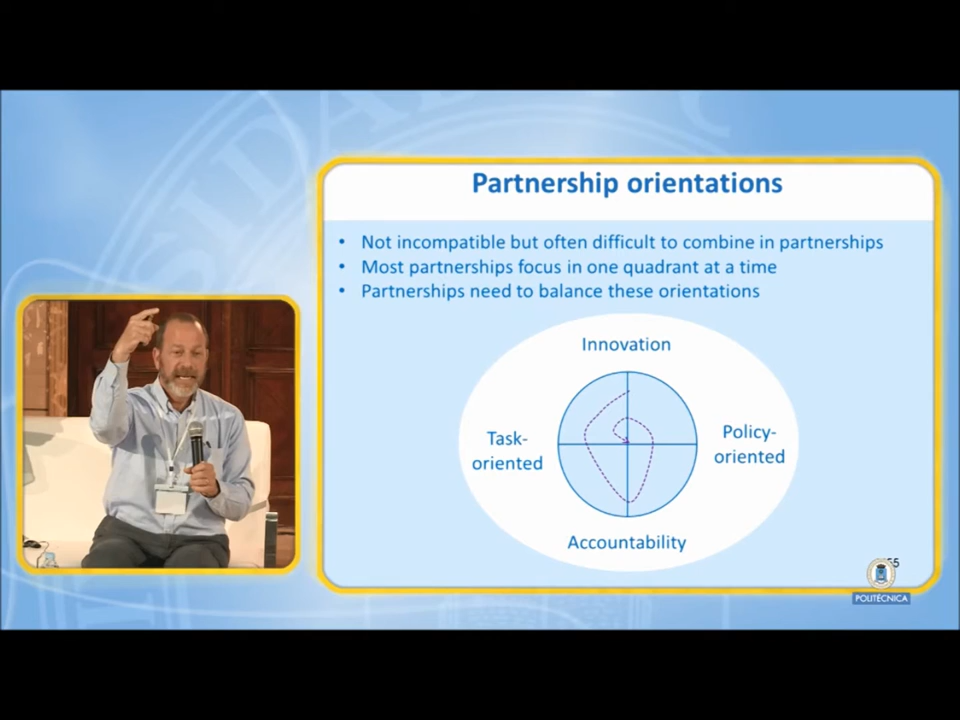 Partnership orientations
• Not incompatible but often difficult to combine in partnerships
• Most partnerships focus in one quadrant at a time
• Partnerships need to balance these orientations
Innovation
Task-
oriented
Policy-
oriented
Accountability
POLITÉCNICA